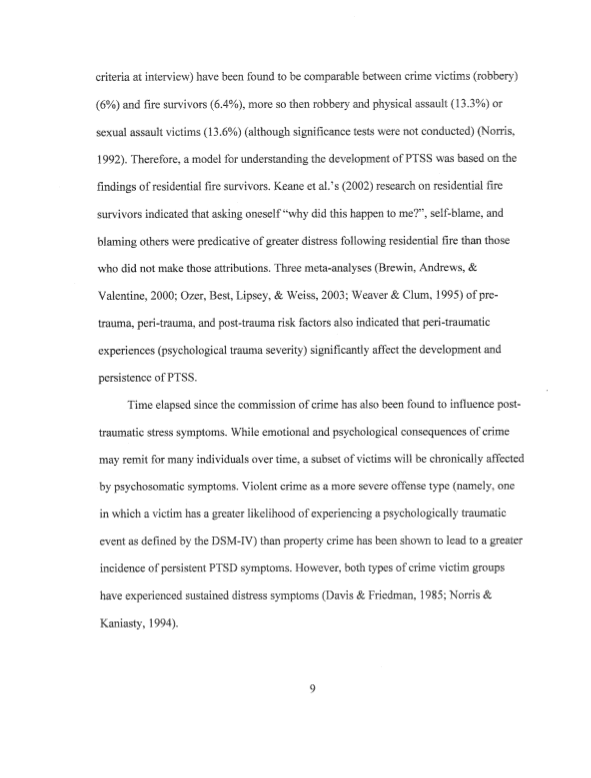 criteria at interview) have been found to be comparable between crime victims (robbery)
(6%) and fire survivors (6.4%), more so then robbery and physical assault (13.3%) or
sexual assault victims (13.6%) (although significance tests were not conducted) (Norris,
1992). Therefore, a model for understanding the development of PTSS was based on the
findings of residential fire survivors. Keane et al.'s (2002) research on residential fire
survivors indicated that asking oneself “why did this happen to me?”, self-blame, and
blaming others were predicative of greater distress following residential fire than those
who did not make those attributions. Three meta-analyses (Brewin, Andrews, &
Valentine, 2000; Ozer, Best, Lipsey, & Weiss, 2003; Weaver & Clum, 1995) of pre-
trauma, peri-trauma, and post-trauma risk factors also indicated that peri-traumatic
experiences (psychological trauma severity) significantly affect the development and
persistence of PTSS.
Time elapsed since the commission of crime has also been found to influence post-
traumatic stress symptoms. While emotional and psychological consequences of crime
may remit for many individuals over time, a subset of victims will be chronically affected
by psychosomatic symptoms. Violent crime as a more severe offense type (namely, one
in which a victim has a greater likelihood of experiencing a psychologically traumatic
event as defined by the DSM-IV) than property crime has been shown to lead to a greater
incidence of persistent PTSD symptoms. However, both types of crime victim groups
have experienced sustained distress symptoms (Davis & Friedman, 1985; Norris &
Kaniasty, 1994).
9